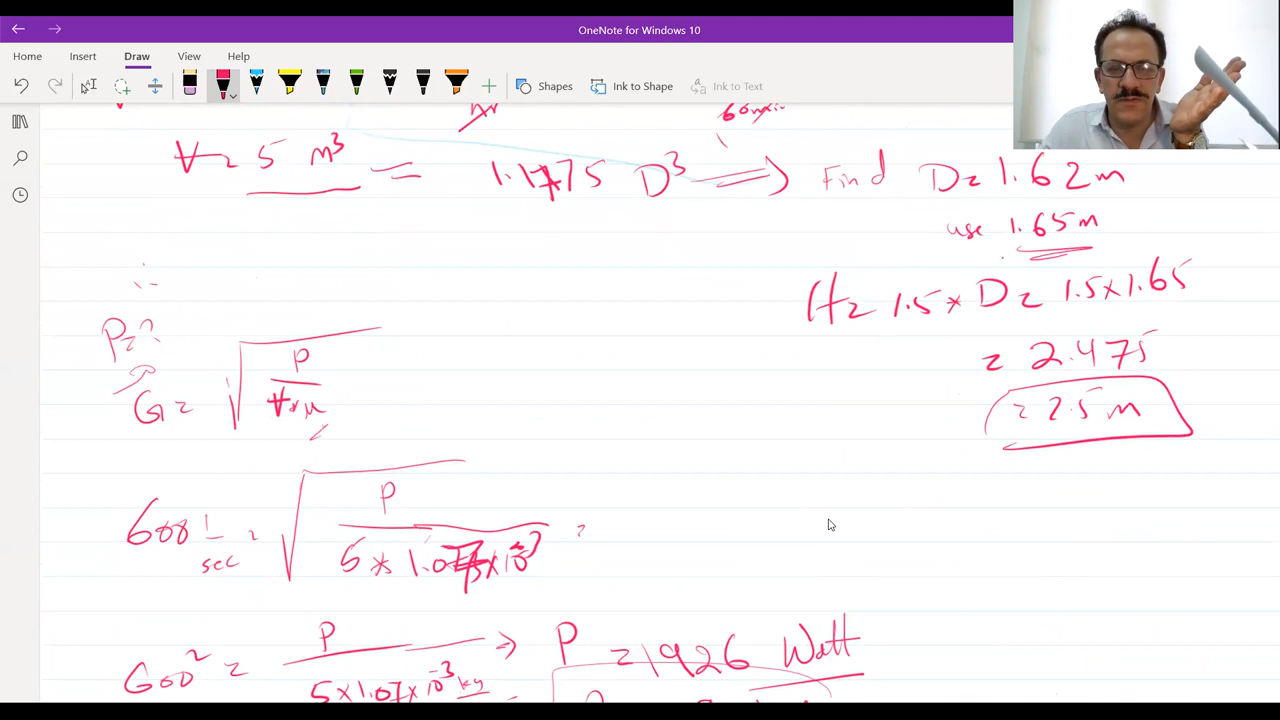 OneNote for Windows 10
Home Insert Draw View Help
Shapes Ink to Shape Ink to Text
60min
V = 5 m³ = 1.1775 D³ ⟹ Find D = 1.62 m
use 1.65 m
H = 1.5 * D = 1.5 × 1.65
= 2.475
= 2.5 m
P = ?
G = √ P / V * μ
600 1/sec = √ P / 5 * 1.07 × 10⁻³ =
600² = P / 5 × 1.07 × 10⁻³ kg → P = 1926 Watt